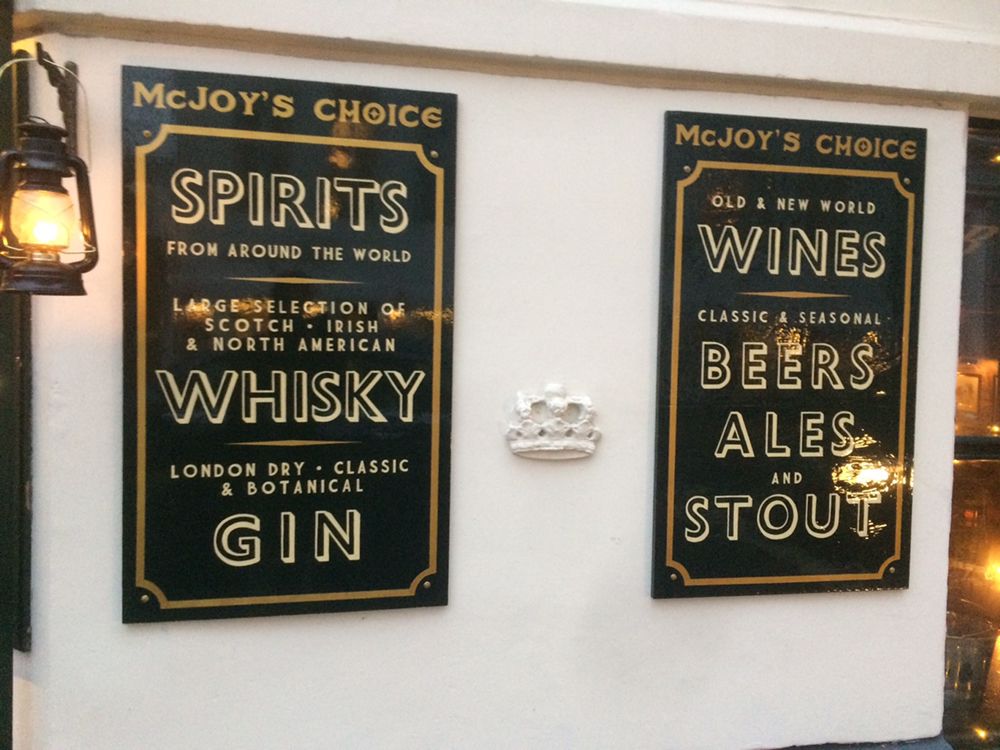 McJOY'S CHOICE
SPIRITS
FROM AROUND THE WORLD
LARGE SELECTION OF
SCOTCH • IRISH
& NORTH AMERICAN
WHISKY
LONDON DRY • CLASSIC
& BOTANICAL
GIN
McJOY'S CHOICE
OLD & NEW WORLD
WINES
CLASSIC & SEASONAL
BEERS
ALES
AND
STOUT